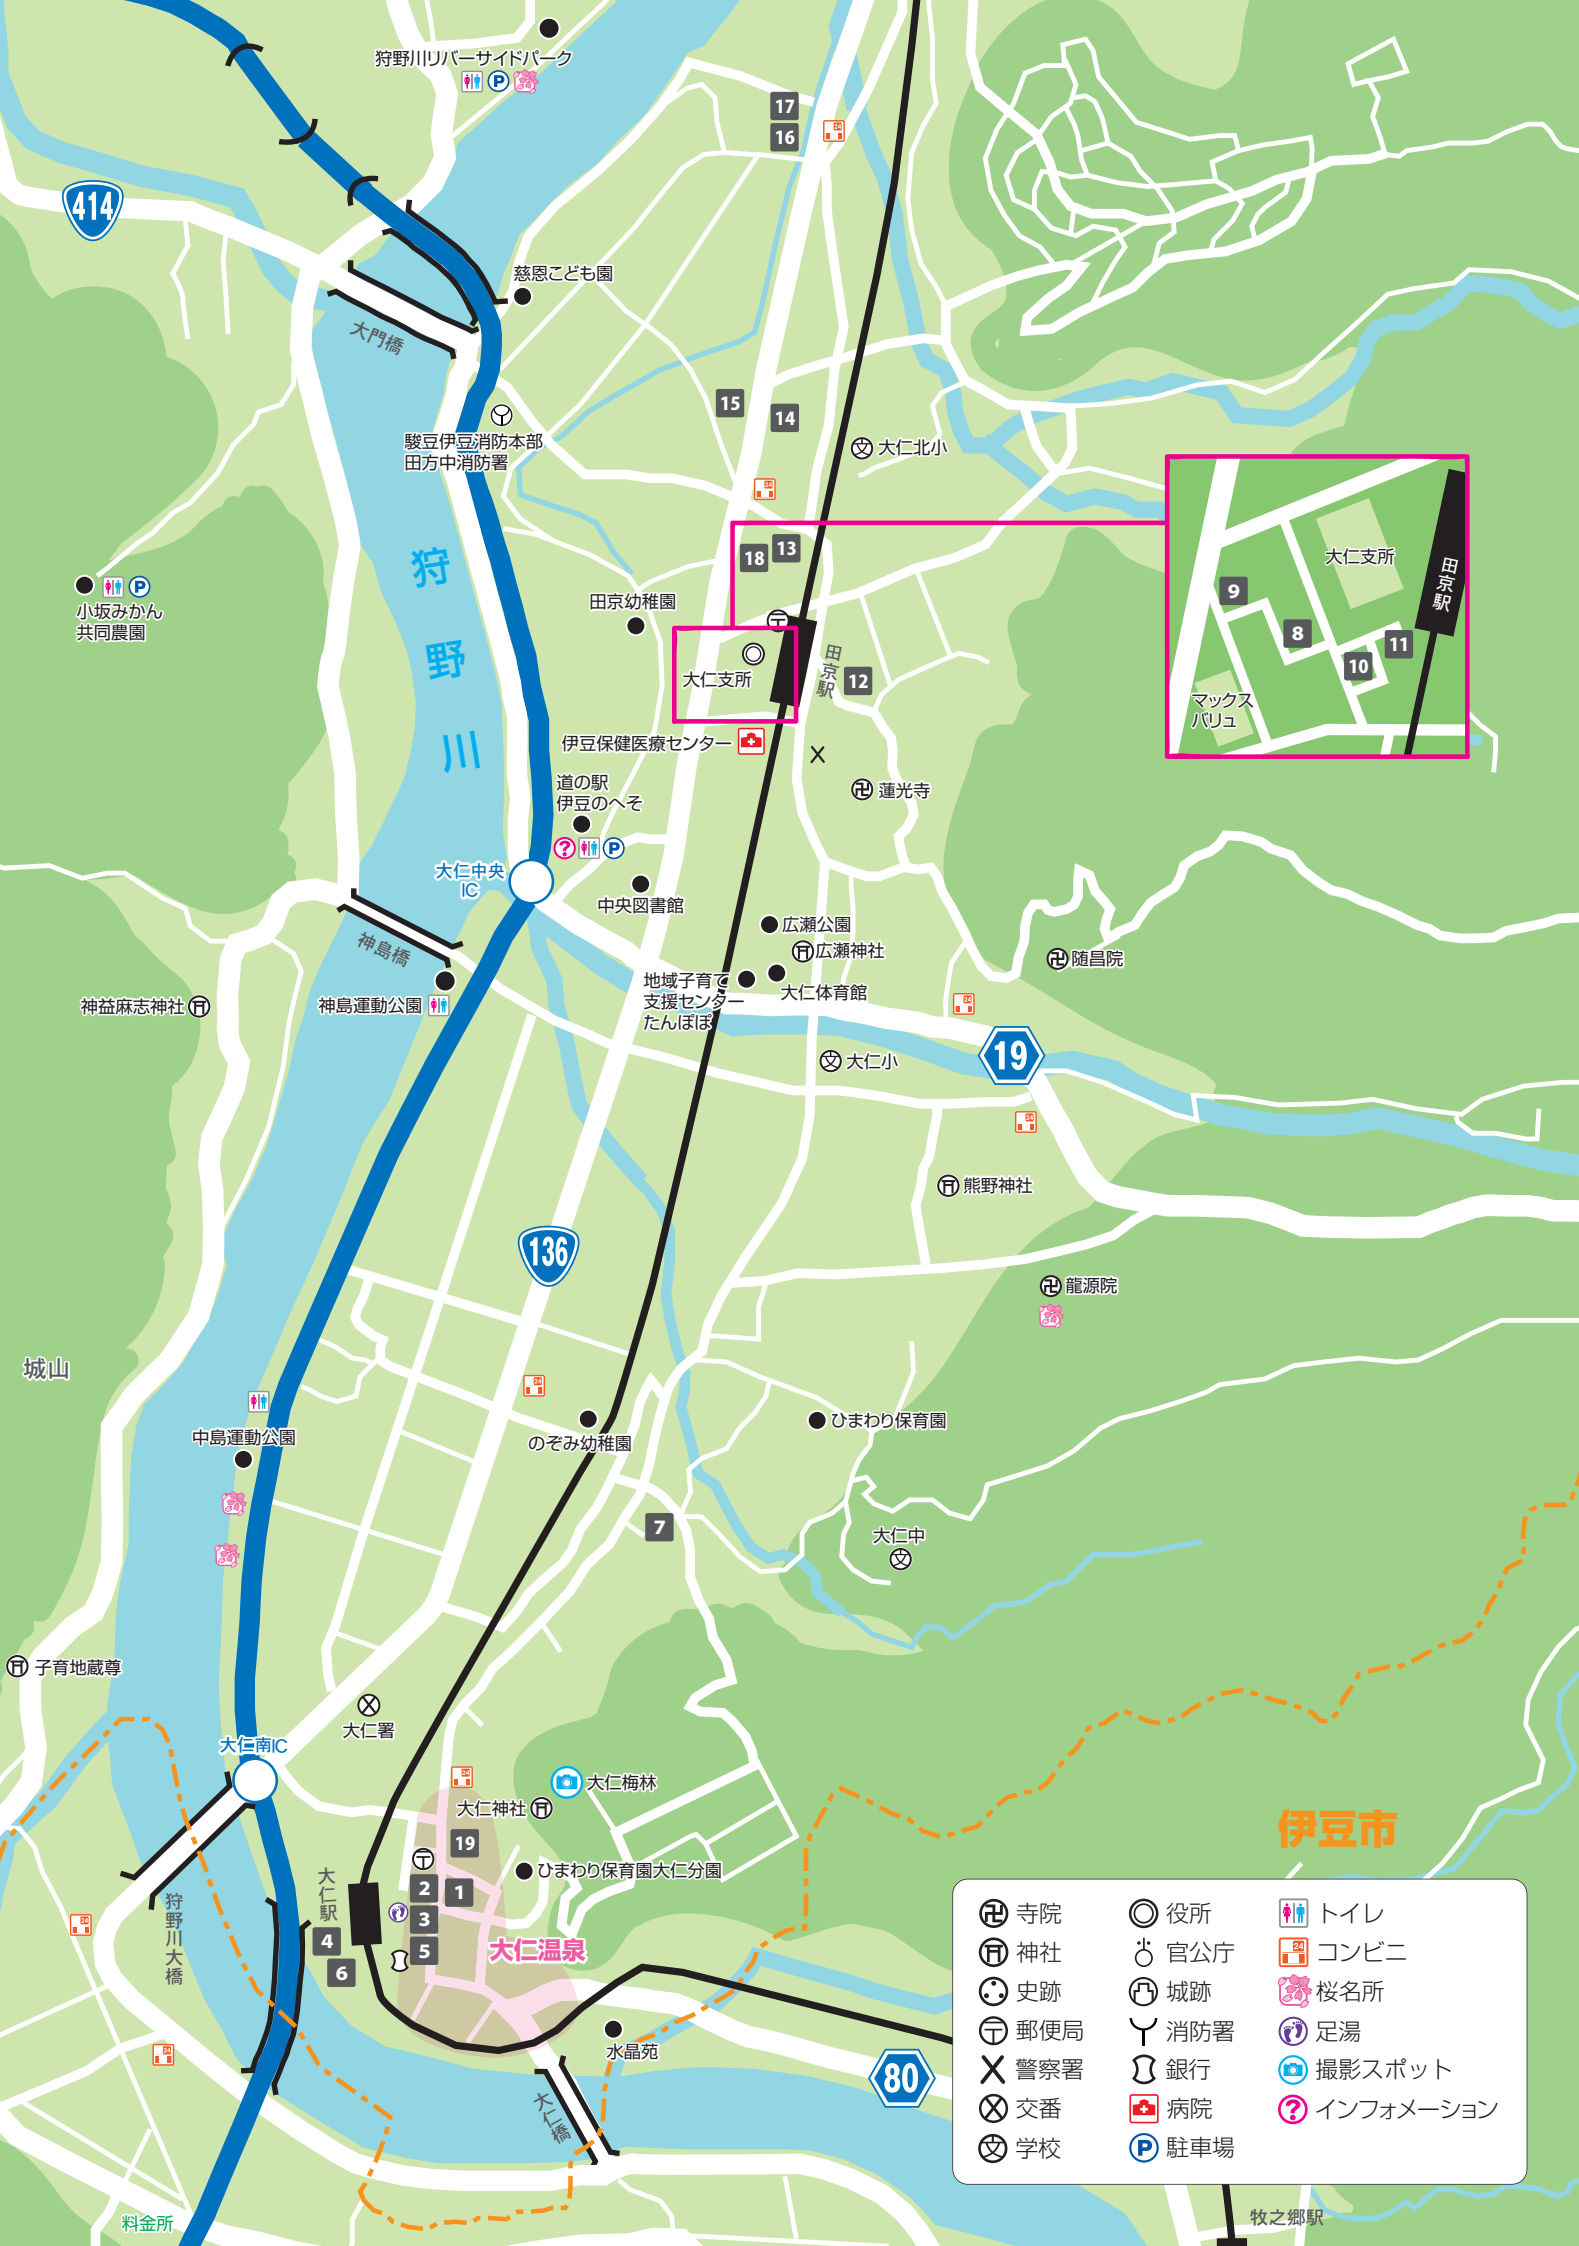 狩野川リバーサイドパーク
P
17
16
24
414
慈恩こども園
大門橋
15
14
駿豆伊豆消防本部
田方中消防署
文
大仁北小
24
狩野川
18
13
大仁支所
田京駅
9
8
11
10
マックス
バリュ
P
小坂みかん
共同農園
田京幼稚園
大仁支所
田京駅
12
伊豆保健医療センター
道の駅
伊豆のへそ
? P
蓮光寺
大仁中央
IC
中央図書館
広瀬公園
広瀬神社
神島橋
随昌院
地域子育て
支援センター
たんぽぽ
大仁体育館
神益麻志神社
神島運動公園
24
19
文
大仁小
24
熊野神社
136
龍源院
城山
24
のぞみ幼稚園
ひまわり保育園
中島運動公園
7
大仁中
文
子育地蔵尊
大仁署
大仁南IC
24
大仁梅林
大仁神社
伊豆市
19
ひまわり保育園大仁分園
大仁駅
2
1
3
4
5
6
大仁温泉
狩野川大橋
24
24
水晶苑
大仁橋
80
料金所
牧之郷駅
寺院
役所
トイレ
神社
官公庁
24
コンビニ
史跡
城跡
桜名所
郵便局
消防署
足湯
警察署
銀行
撮影スポット
交番
病院
?
インフォメーション
文
学校
P
駐車場